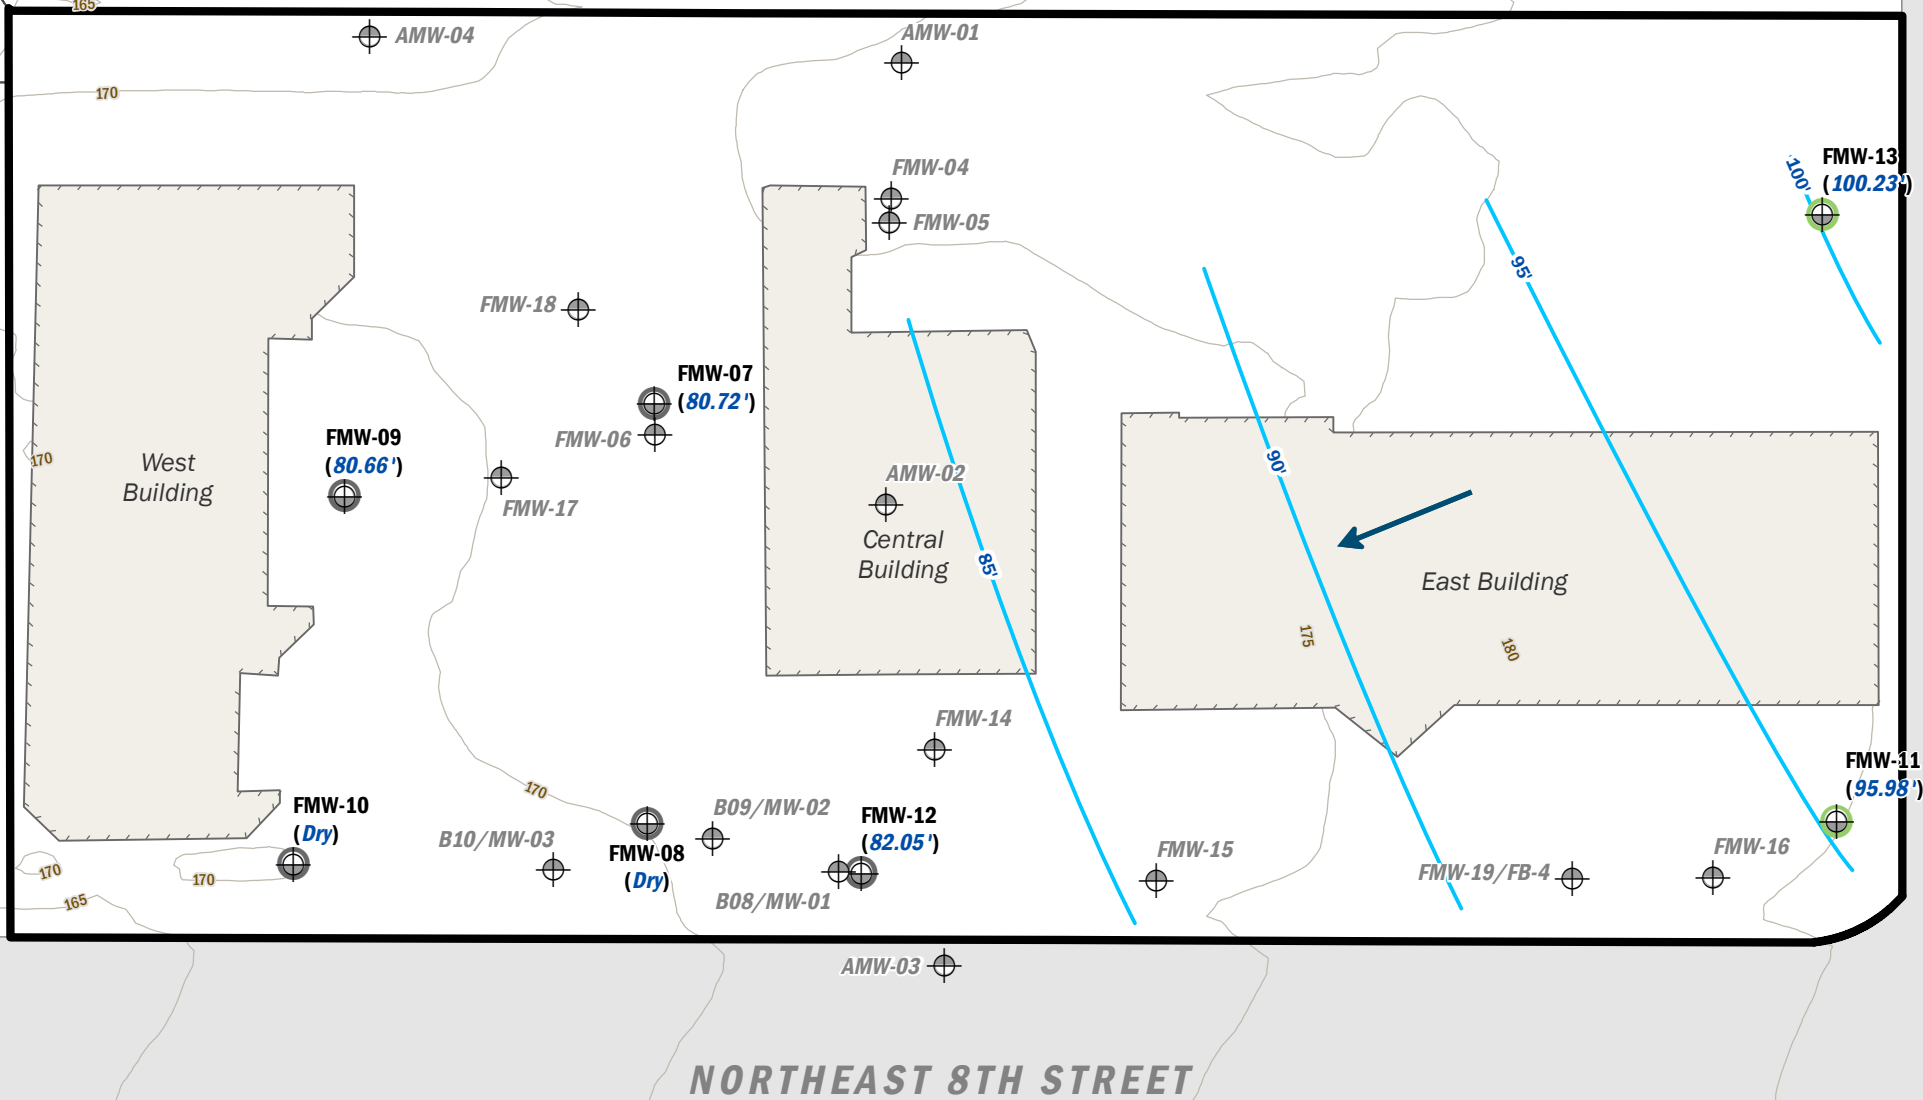 165
AMW-04
AMW-01
170
FMW-13
(100.23')
100'
FMW-04
FMW-05
95'
FMW-18
FMW-07
(80.72')
FMW-06
FMW-09
(80.66')
170
West
Building
90'
AMW-02
FMW-17
Central
Building
85'
East Building
175
180
FMW-14
FMW-11
(95.98')
170
FMW-10
(Dry)
B09/MW-02
FMW-12
(82.05')
B10/MW-03
FMW-08
(Dry)
FMW-15
FMW-16
170
170
FMW-19/FB-4
165
B08/MW-01
AMW-03
NORTHEAST 8TH STREET